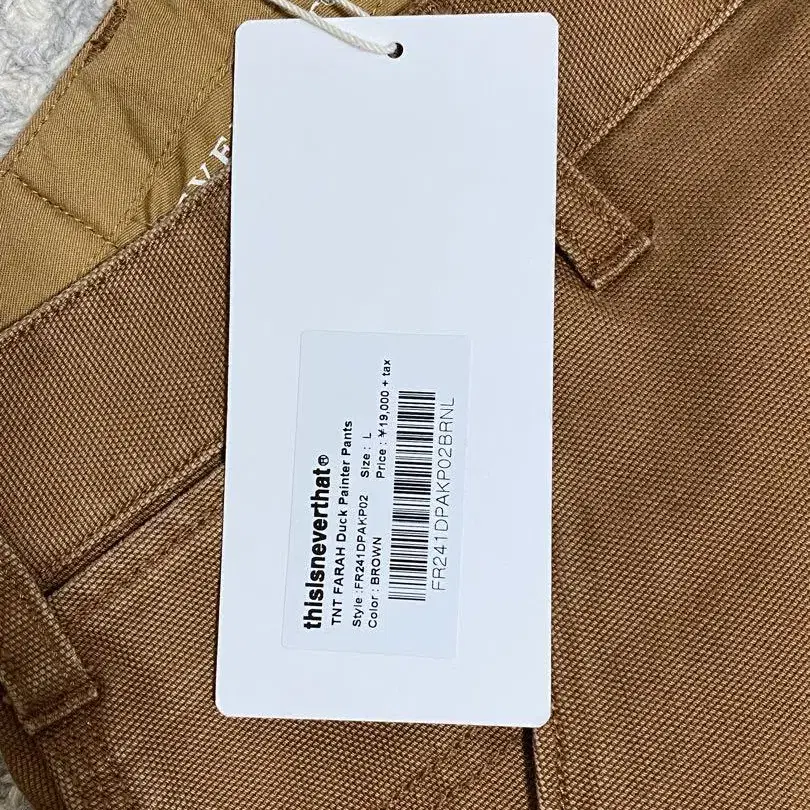 thisisneverthat®
TNT FARAH Duck Painter Pants
Style : FR241DPAKP02 Size : L
Color : BROWN Price : ¥19,000 + tax
FR241DPAKP02BRNL